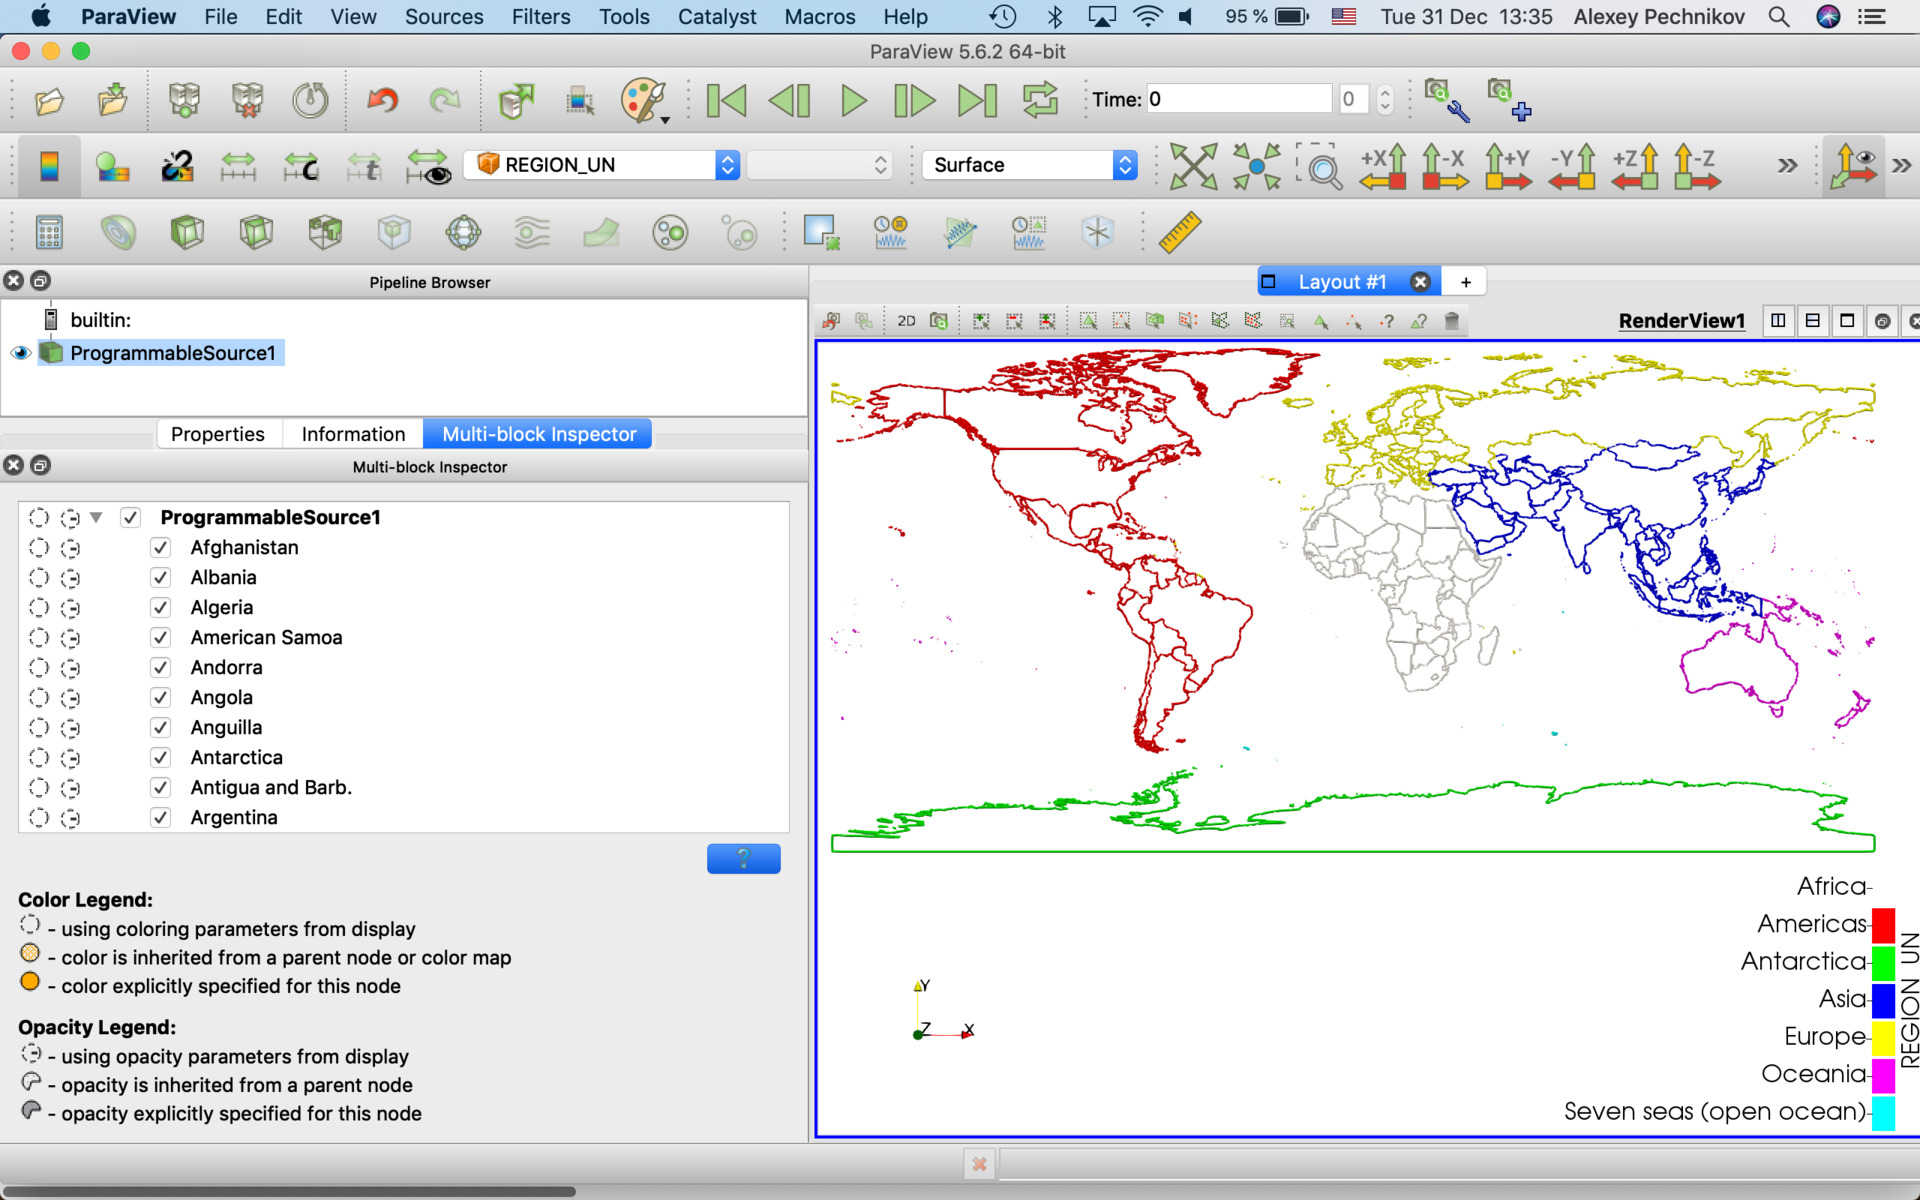 ParaView File Edit View Sources Filters Tools Catalyst Macros Help 95 % Tue 31 Dec 13:35 Alexey Pechnikov
ParaView 5.6.2 64-bit
Time: 0 0
REGION_UN Surface +X -X +Y -Y +Z -Z
C t
Pipeline Browser
Layout #1 +
builtin:
2D RenderView1
ProgrammableSource1
Properties Information Multi-block Inspector
Multi-block Inspector
ProgrammableSource1
Afghanistan
Albania
Algeria
American Samoa
Andorra
Angola
Anguilla
Antarctica
Antigua and Barb.
Argentina
?
Color Legend:
- using coloring parameters from display
- color is inherited from a parent node or color map
- color explicitly specified for this node
Opacity Legend:
- using opacity parameters from display
- opacity is inherited from a parent node
- opacity explicitly specified for this node
Y
Z X
Africa
Americas
Antarctica
Asia
Europe
Oceania
Seven seas (open ocean)
REGION_UN